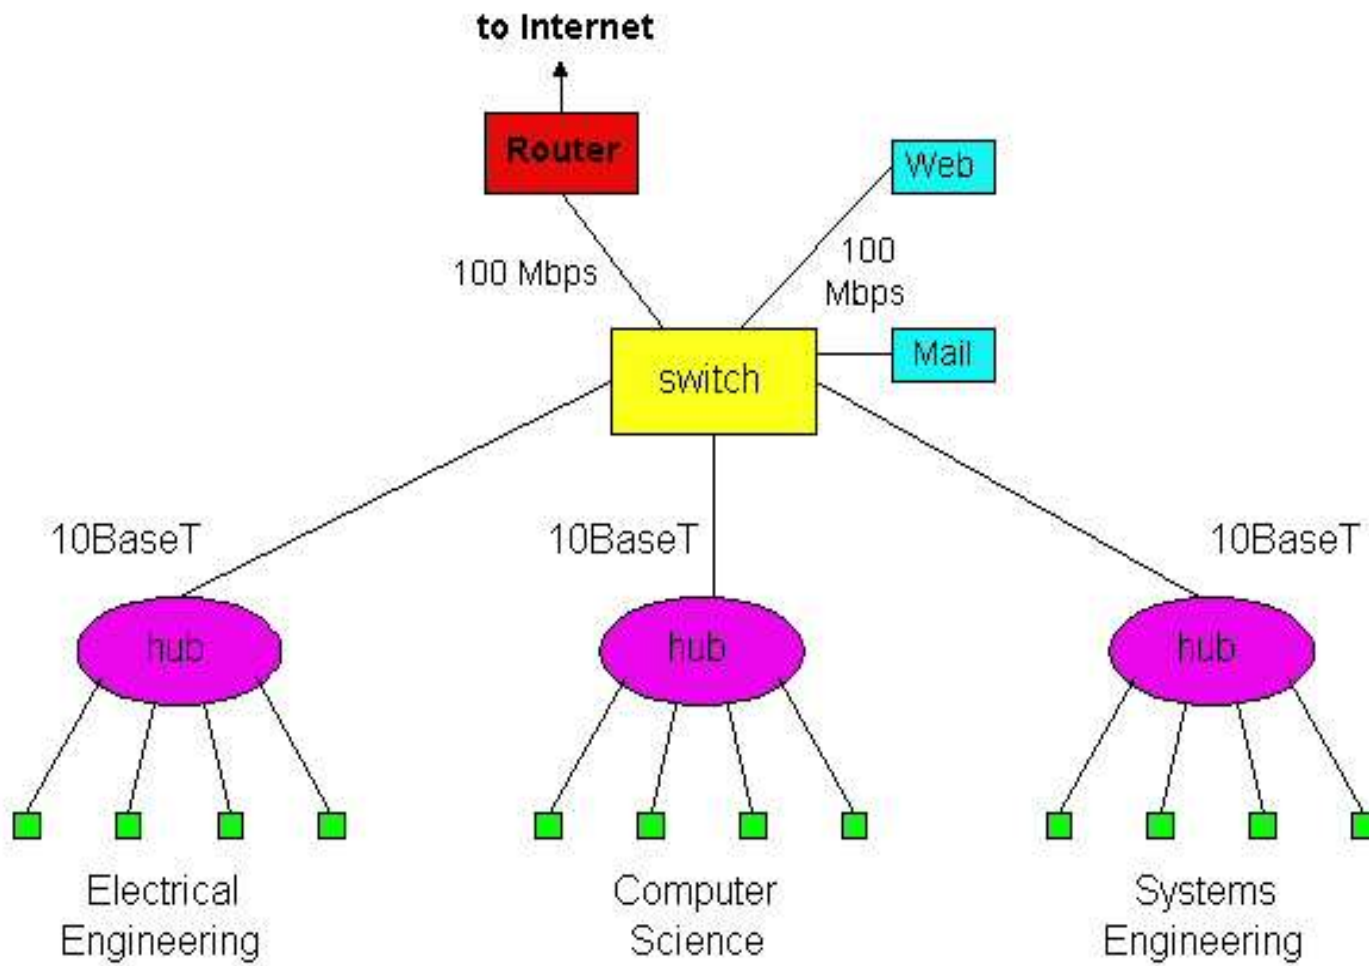 to Internet
Router
Web
100 Mbps
100
Mbps
switch
Mail
10BaseT
10BaseT
10BaseT
hub
hub
hub
Electrical
Engineering
Computer
Science
Systems
Engineering